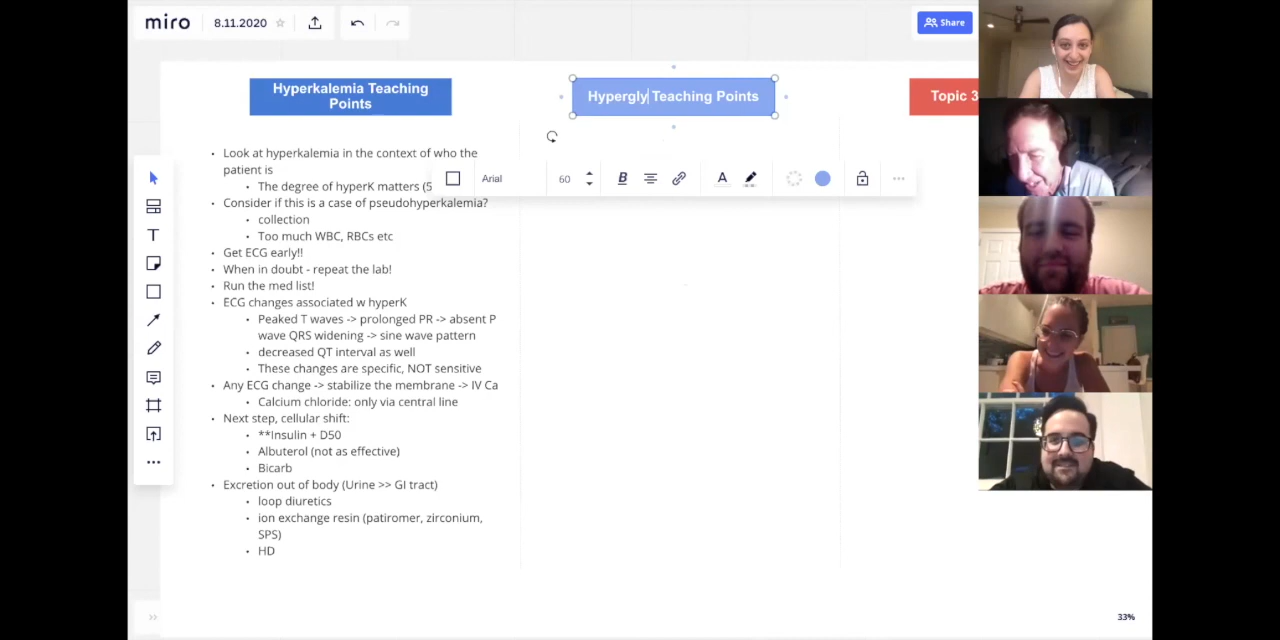 miro
8.11.2020
Share
Hyperkalemia Teaching
Points
Hypergly Teaching Points
Topic 3
Look at hyperkalemia in the context of who the
patient is
The degree of hyperK matters (5
Consider if this is a case of pseudohyperkalemia?
collection
Too much WBC, RBCs etc
Get ECG early!!
When in doubt - repeat the lab!
Run the med list!
ECG changes associated w hyperK
Peaked T waves -> prolonged PR -> absent P
wave QRS widening -> sine wave pattern
decreased QT interval as well
These changes are specific, NOT sensitive
Any ECG change -> stabilize the membrane -> IV Ca
Calcium chloride: only via central line
Next step, cellular shift:
**Insulin + D50
Albuterol (not as effective)
Bicarb
Excretion out of body (Urine >> GI tract)
loop diuretics
ion exchange resin (patiromer, zirconium,
SPS)
HD
Arial
60
B
A
T
33%